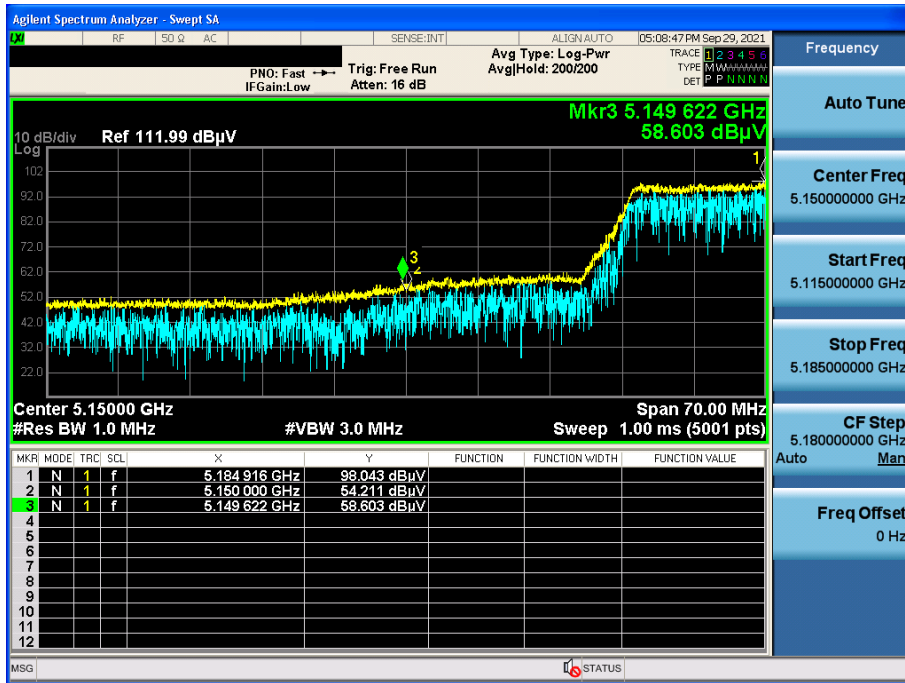 Agilent Spectrum Analyzer - Swept SA
LXI RF 50 Ω AC SENSE:INT ALIGN AUTO 05:08:47 PM Sep 29, 2021
PNO: Fast
IFGain:Low
Trig: Free Run
Atten: 16 dB
Avg Type: Log-Pwr
Avg|Hold: 200/200
TRACE 1 2 3 4 5 6
TYPE M WWWWW
DET P P N N N N
Mkr3 5.149 622 GHz
58.603 dBµV
10 dB/div Ref 111.99 dBµV
Log
102
92.0
82.0
72.0
62.0
52.0
42.0
32.0
22.0
1
3
2
Center 5.15000 GHz Span 70.00 MHz
#Res BW 1.0 MHz #VBW 3.0 MHz Sweep 1.00 ms (5001 pts)
MKR MODE TRC SCL X Y FUNCTION FUNCTION WIDTH FUNCTION VALUE
1 N 1 f 5.184 916 GHz 98.043 dBµV
2 N 1 f 5.150 000 GHz 54.211 dBµV
3 N 1 f 5.149 622 GHz 58.603 dBµV
4
5
6
7
8
9
10
11
12
MSG STATUS
Frequency
Auto Tune
Center Freq
5.150000000 GHz
Start Freq
5.115000000 GHz
Stop Freq
5.185000000 GHz
CF Step
5.180000000 GHz
Auto Man
Freq Offset
0 Hz